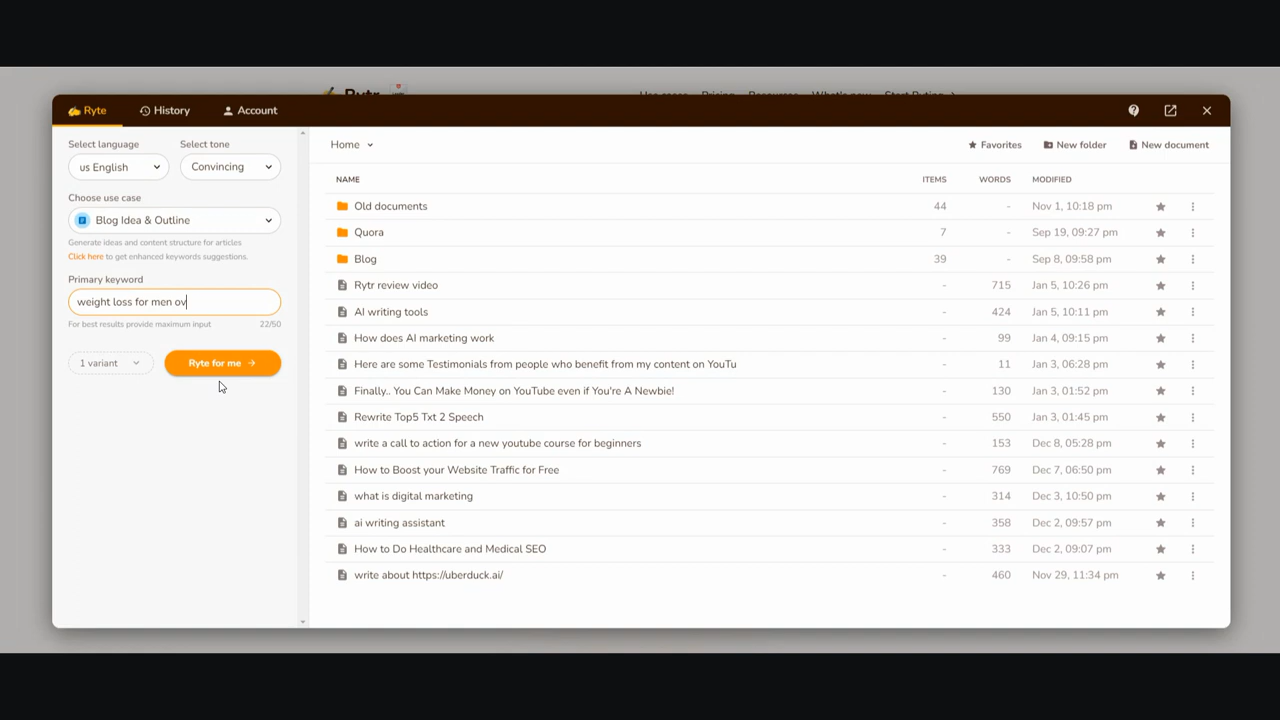 Rytr
Ryte
History
Account
Select language
Select tone
us English
Convincing
Choose use case
Blog Idea & Outline
Generate ideas and content structure for articles
Click here to get enhanced keywords suggestions.
Primary keyword
weight loss for men ov
For best results provide maximum input 22/50
1 variant
Ryte for me
Home
Favorites
New folder
New document
NAME ITEMS WORDS MODIFIED
Old documents 44 - Nov 1, 10:18 pm
Quora 7 - Sep 19, 09:27 pm
Blog 39 - Sep 8, 09:58 pm
Rytr review video - 715 Jan 5, 10:26 pm
AI writing tools - 424 Jan 5, 10:11 pm
How does AI marketing work - 99 Jan 4, 09:15 pm
Here are some Testimonials from people who benefit from my content on YouTu - 11 Jan 3, 06:28 pm
Finally.. You Can Make Money on YouTube even if You're A Newbie! - 130 Jan 3, 01:52 pm
Rewrite Top5 Txt 2 Speech - 550 Jan 3, 01:45 pm
write a call to action for a new youtube course for beginners - 153 Dec 8, 05:28 pm
How to Boost your Website Traffic for Free - 769 Dec 7, 06:50 pm
what is digital marketing - 314 Dec 3, 10:50 pm
ai writing assistant - 358 Dec 2, 09:57 pm
How to Do Healthcare and Medical SEO - 333 Dec 2, 09:07 pm
write about https://uberduck.ai/ - 460 Nov 29, 11:34 pm